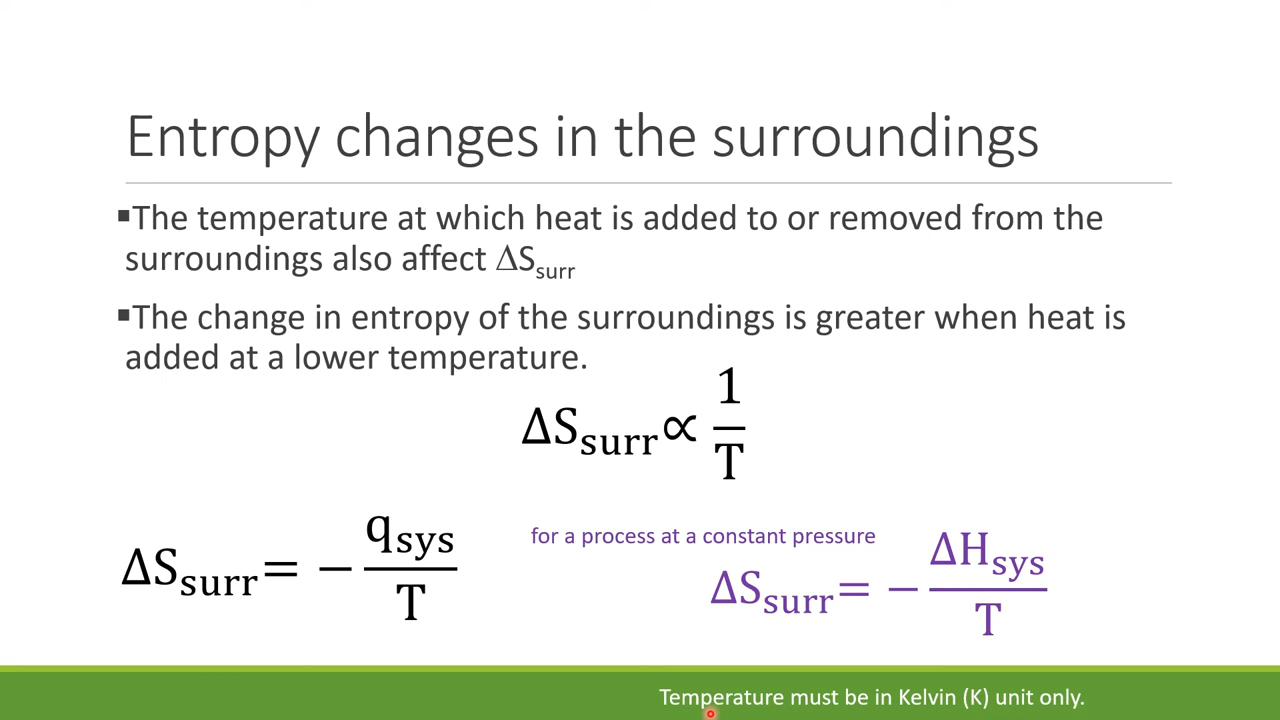 Entropy changes in the surroundings
▪The temperature at which heat is added to or removed from the
surroundings also affect ΔS_surr
▪The change in entropy of the surroundings is greater when heat is
added at a lower temperature.
ΔS_surr ∝ 1/T
ΔS_surr = − q_sys/T
for a process at a constant pressure
ΔS_surr = − ΔH_sys/T
Temperature must be in Kelvin (K) unit only.